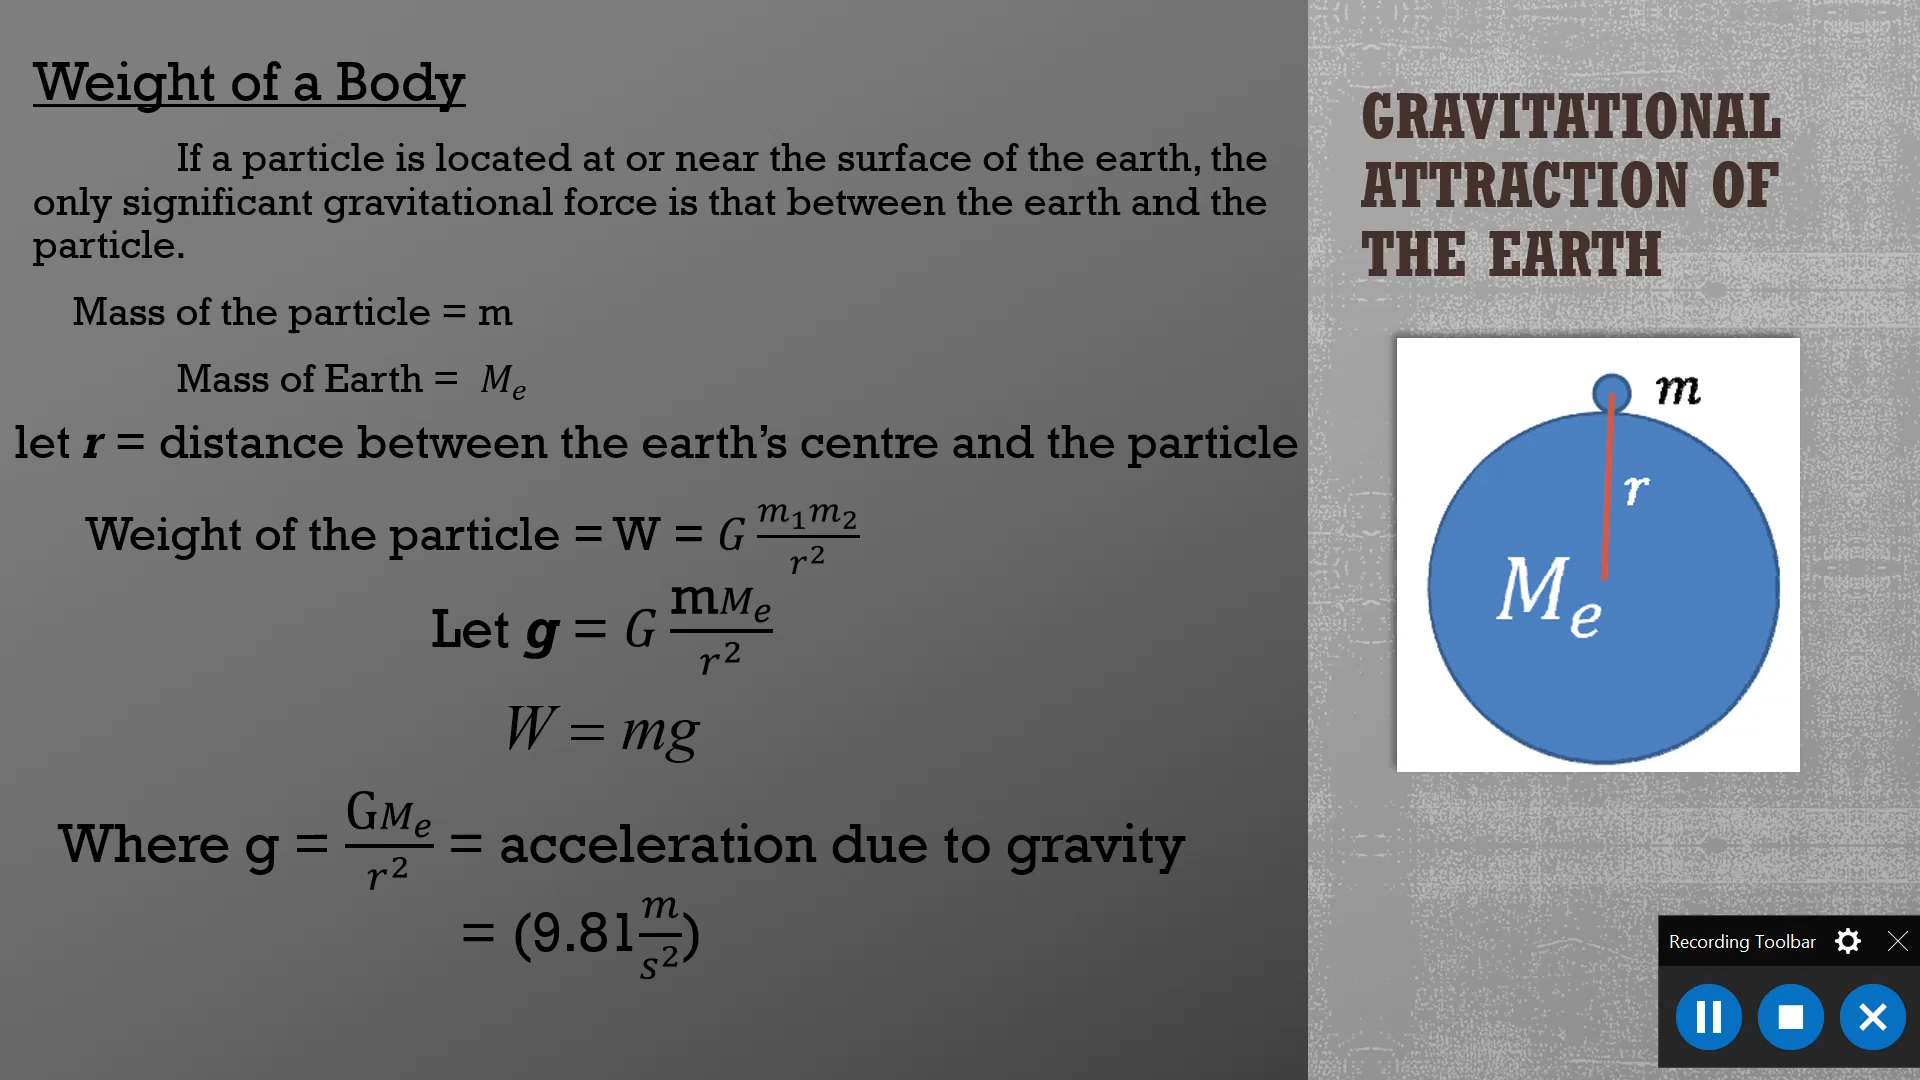 Weight of a Body
If a particle is located at or near the surface of the earth, the
only significant gravitational force is that between the earth and the
particle.
Mass of the particle = m
Mass of Earth = Mₑ
let r = distance between the earth’s centre and the particle
Weight of the particle = W = G m₁m₂/r²
Let g = G mMₑ/r²
W = mg
Where g = GMₑ/r² = acceleration due to gravity
= (9.81 m/s²)
GRAVITATIONAL
ATTRACTION OF
THE EARTH
m
r
Mₑ
Recording Toolbar